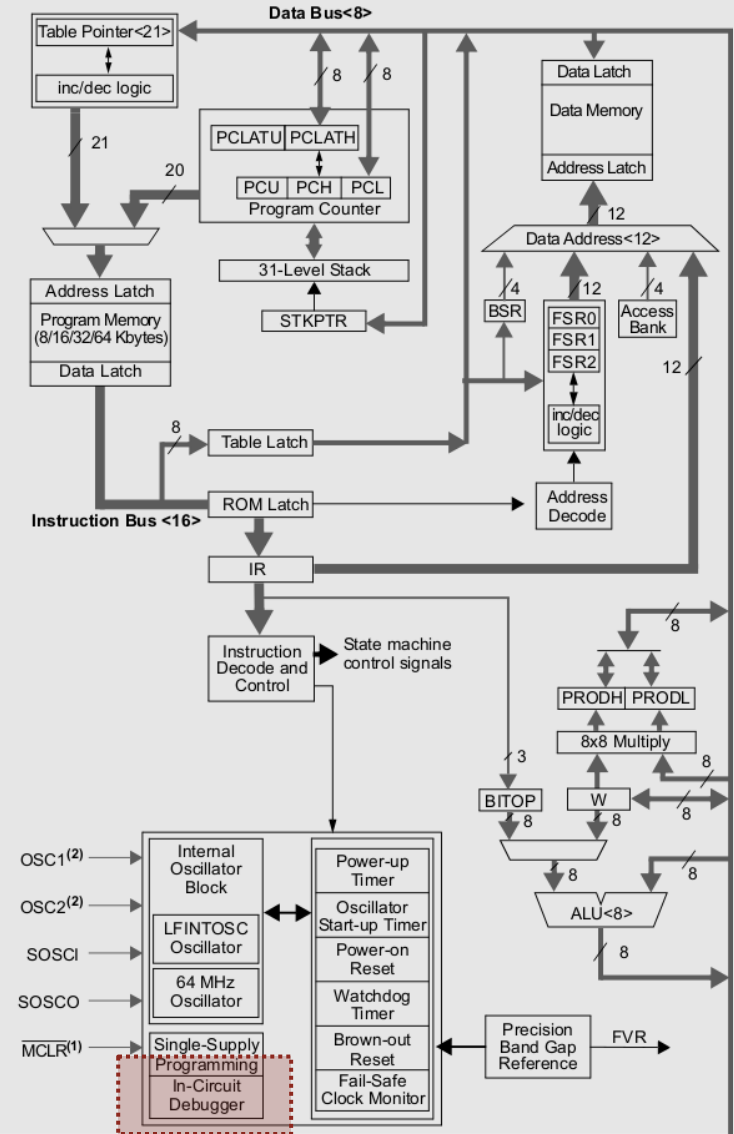 Data Bus<8>
Table Pointer<21>
inc/dec logic
21
20
8
8
PCLATU PCLATH
PCU PCH PCL
Program Counter
31-Level Stack
STKPTR
Data Latch
Data Memory
Address Latch
12
Data Address<12>
4
12
4
BSR
FSR0
FSR1
FSR2
inc/dec
logic
Access
Bank
12
Address
Decode
Address Latch
Program Memory
(8/16/32/64 Kbytes)
Data Latch
8
Table Latch
ROM Latch
Instruction Bus <16>
IR
Instruction
Decode and
Control
State machine
control signals
8
PRODH PRODL
8x8 Multiply
8
3
BITOP
W
8
8
8
8
8
ALU<8>
8
OSC1(2)
OSC2(2)
SOSCI
SOSCO
MCLR(1)
Internal
Oscillator
Block
LFINTOSC
Oscillator
64 MHz
Oscillator
Single-Supply
Programming
In-Circuit
Debugger
Power-up
Timer
Oscillator
Start-up Timer
Power-on
Reset
Watchdog
Timer
Brown-out
Reset
Fail-Safe
Clock Monitor
Precision
Band Gap
Reference
FVR